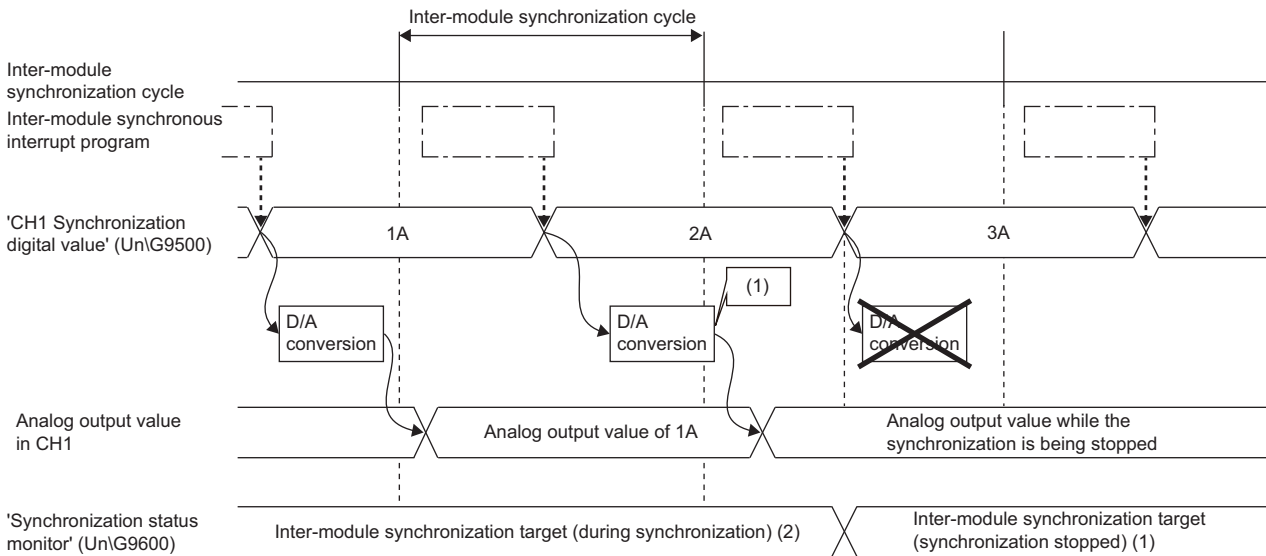 Inter-module synchronization cycle
Inter-module
synchronization cycle
Inter-module synchronous
interrupt program
'CH1 Synchronization
digital value' (Un\G9500)
1A
2A
3A
(1)
D/A
conversion
D/A
conversion
D/A
conversion
Analog output value
in CH1
Analog output value of 1A
Analog output value while the
synchronization is being stopped
'Synchronization status
monitor' (Un\G9600)
Inter-module synchronization target (during synchronization) (2)
Inter-module synchronization target
(synchronization stopped) (1)